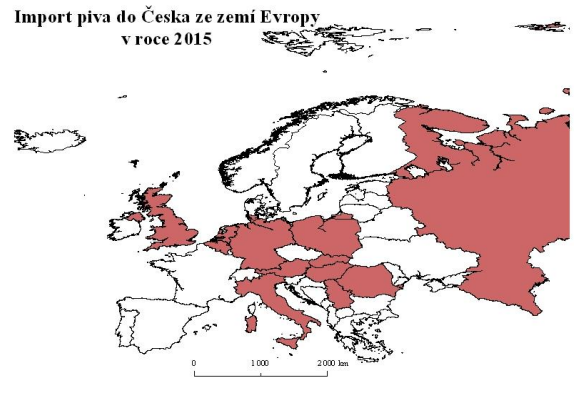 Import piva do Česka ze zemí Evropy
v roce 2015
0 1 000 2 000 km